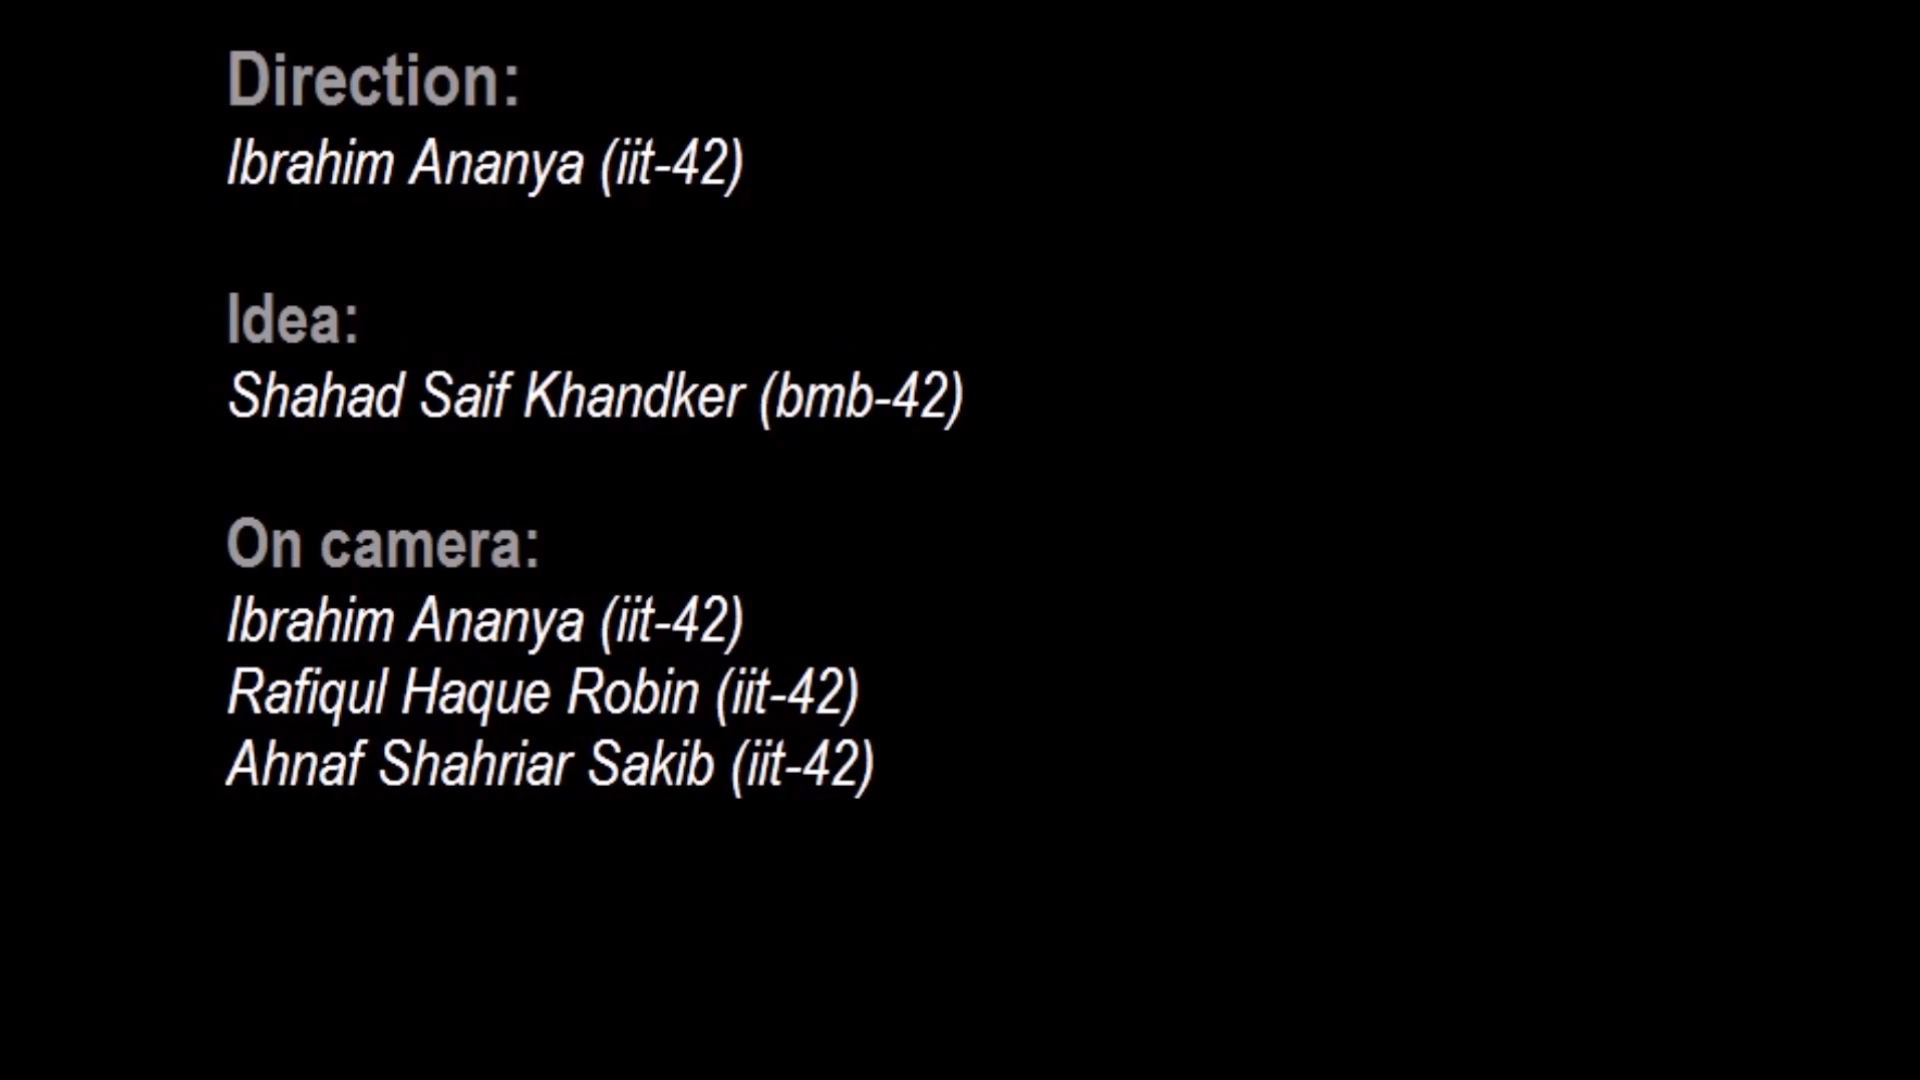 Direction:
Ibrahim Ananya (iit-42)
Idea:
Shahad Saif Khandker (bmb-42)
On camera:
Ibrahim Ananya (iit-42)
Rafiqul Haque Robin (iit-42)
Ahnaf Shahriar Sakib (iit-42)